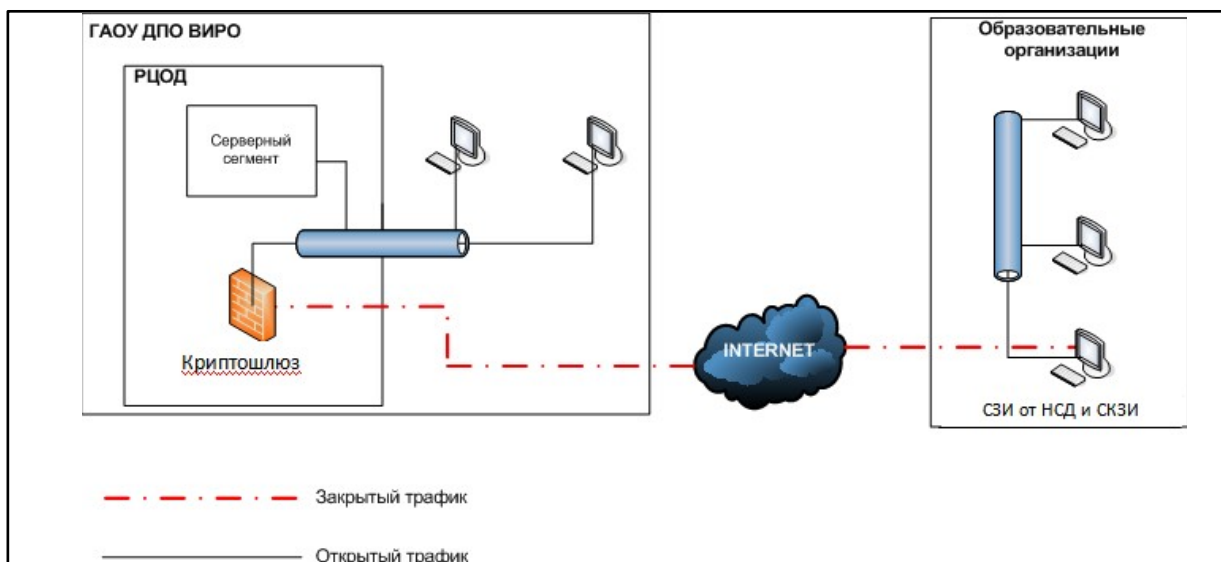 ГАОУ ДПО ВИРО
РЦОД
Серверный
сегмент
Криптошлюз
INTERNET
Образовательные
организации
СЗИ от НСД и СКЗИ
Закрытый трафик
Открытый трафик